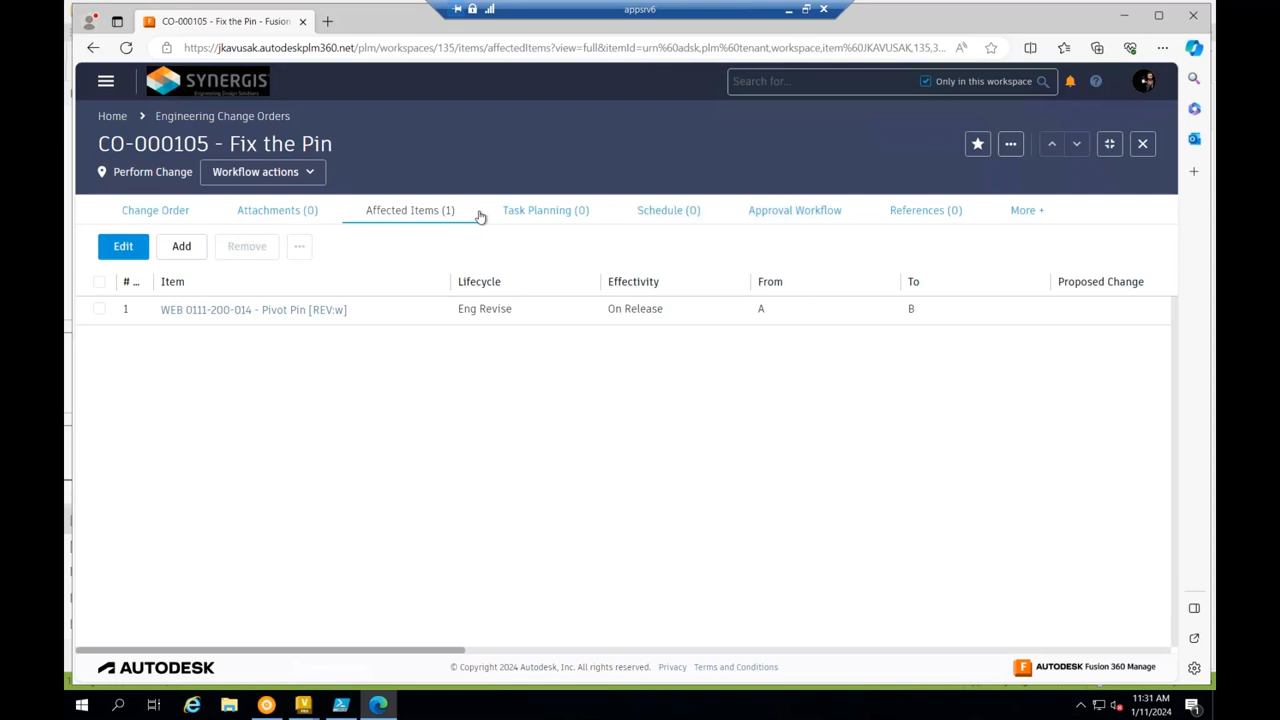 appsrv6
CO-000105 - Fix the Pin - Fusion
https://jkavusak.autodeskplm360.net/plm/workspaces/135/items/affectedItems?view=full&itemId=urn%60adsk,plm%60tenant,workspace,item%60JKAVUSAK,135,3...
SYNERGIS
Engineering Design Solutions
Search for...
Only in this workspace
Home > Engineering Change Orders
CO-000105 - Fix the Pin
Perform Change
Workflow actions
Change Order
Attachments (0)
Affected Items (1)
Task Planning (0)
Schedule (0)
Approval Workflow
References (0)
More +
Edit
Add
Remove
# ... Item Lifecycle Effectivity From To Proposed Change
1 WEB 0111-200-014 - Pivot Pin [REV:w] Eng Revise On Release A B
AUTODESK
© Copyright 2024 Autodesk, Inc. All rights reserved. Privacy Terms and Conditions
F AUTODESK Fusion 360 Manage
11:31 AM
1/11/2024